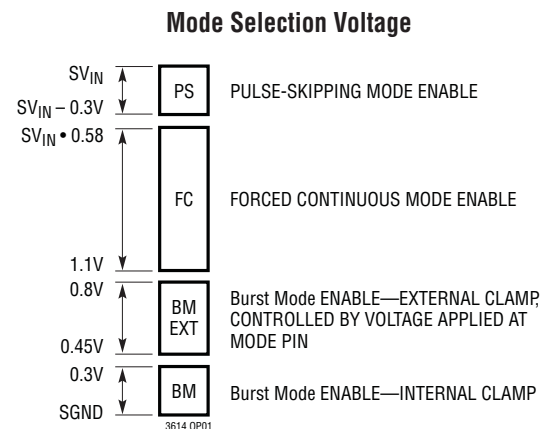 Mode Selection Voltage
SVIN
PS
PULSE-SKIPPING MODE ENABLE
SVIN – 0.3V
SVIN • 0.58
FC
FORCED CONTINUOUS MODE ENABLE
1.1V
0.8V
BM
EXT
Burst Mode ENABLE—EXTERNAL CLAMP,
CONTROLLED BY VOLTAGE APPLIED AT
MODE PIN
0.45V
0.3V
BM
Burst Mode ENABLE—INTERNAL CLAMP
SGND
3614 OP01